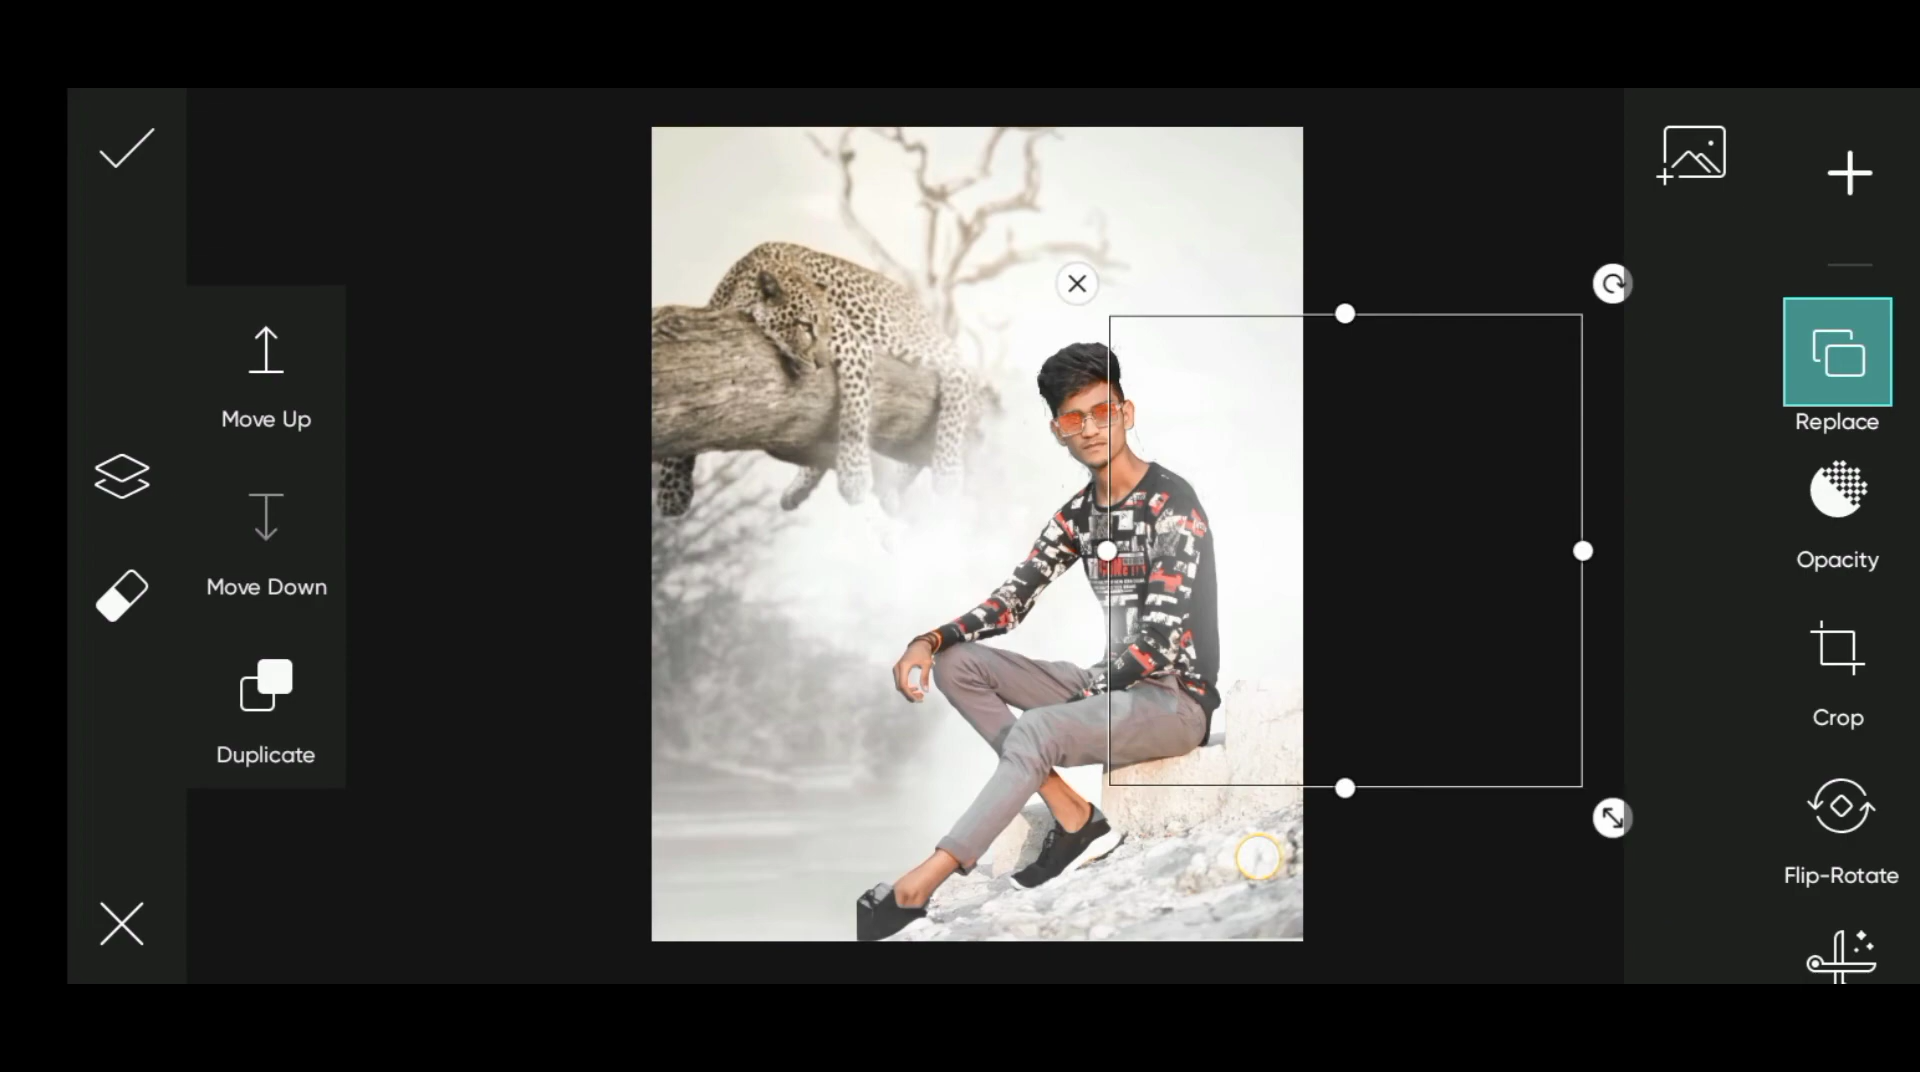 Move Up
Move Down
Duplicate
Replace
Opacity
Crop
Flip-Rotate